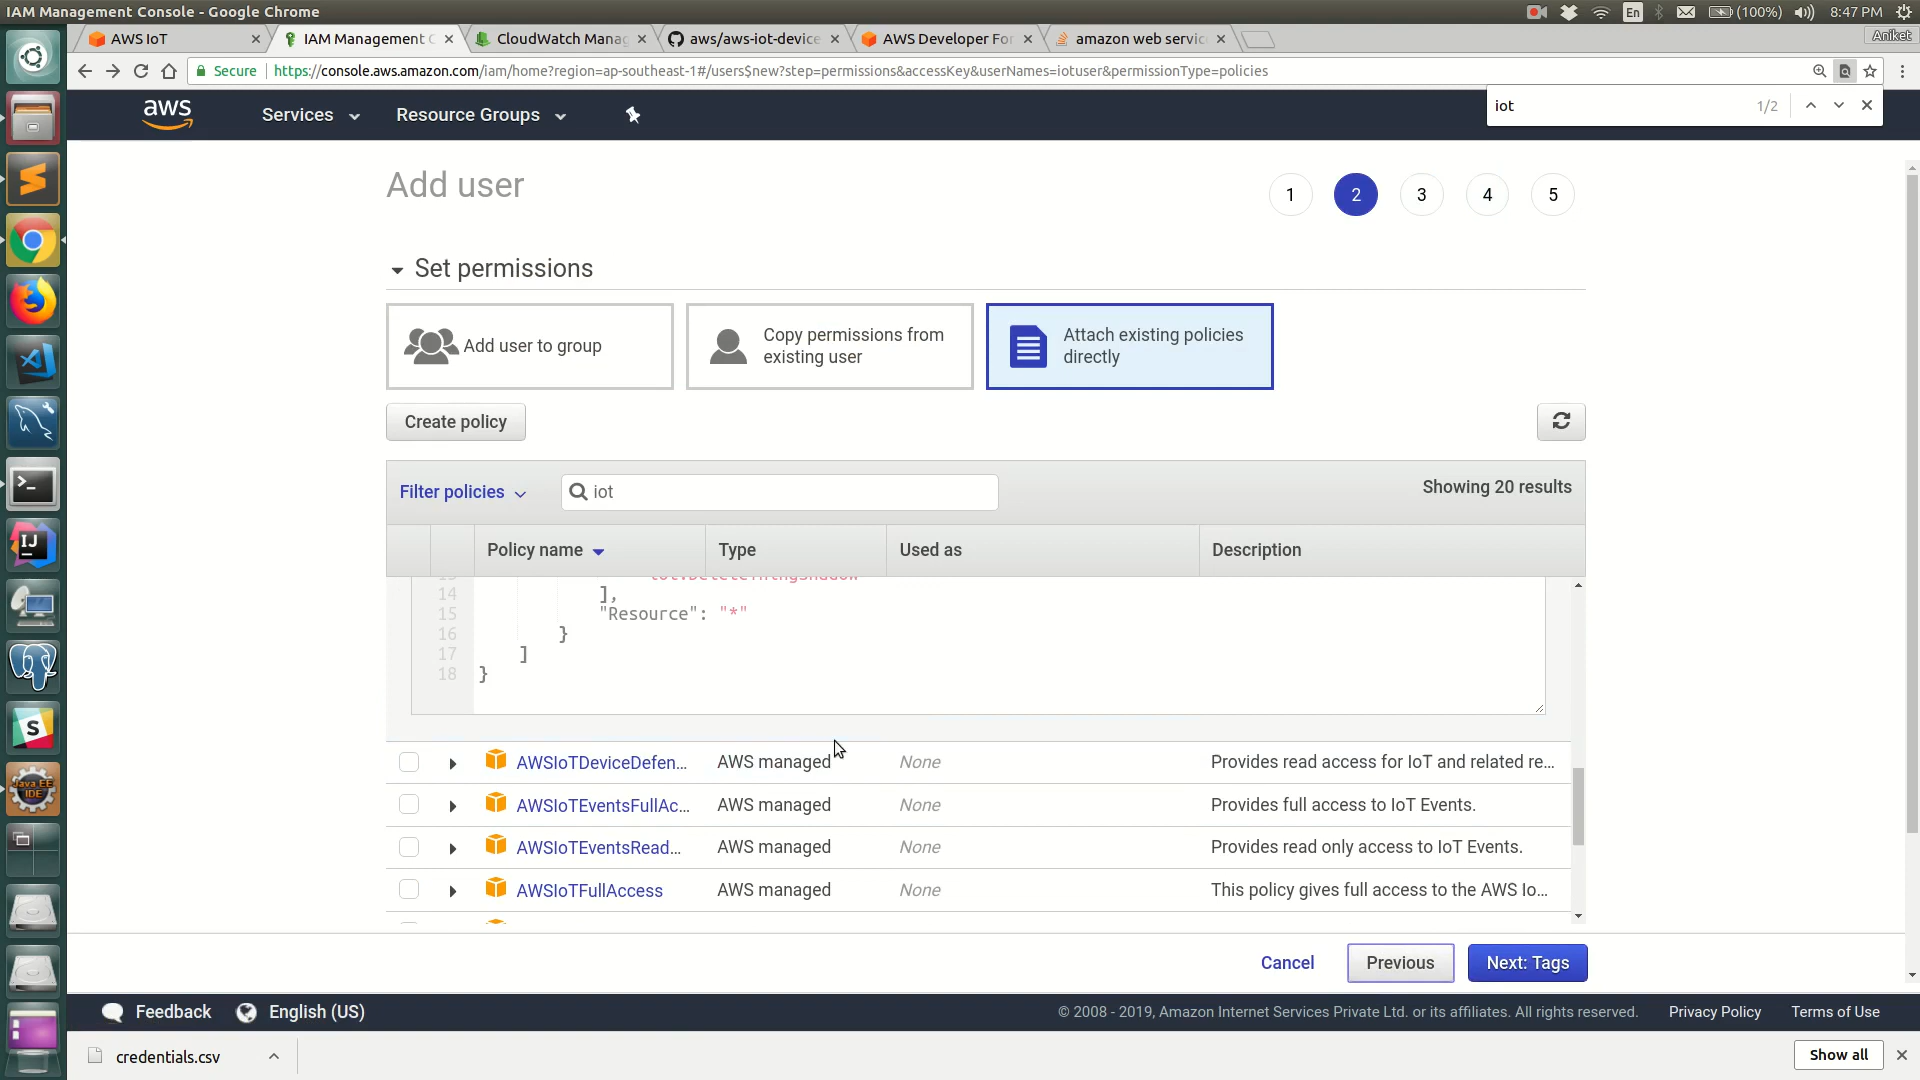 IAM Management Console - Google Chrome
En
(100%)
8:47 PM
AWS IoT
IAM Management C
CloudWatch Manag
aws/aws-iot-device
AWS Developer For
amazon web servic
Aniket
Secure
https://console.aws.amazon.com/iam/home?region=ap-southeast-1#/users$new?step=permissions&accessKey&userNames=iotuser&permissionType=policies
aws
Services
Resource Groups
iot
1/2
Add user
1
2
3
4
5
Set permissions
Add user to group
Copy permissions from
existing user
Attach existing policies
directly
Create policy
Filter policies
iot
Showing 20 results
Policy name
Type
Used as
Description
14 ],
15 "Resource": "*"
16 }
17 ]
18 }
AWSIoTDeviceDefen... AWS managed None Provides read access for IoT and related re...
AWSIoTEventsFullAc... AWS managed None Provides full access to IoT Events.
AWSIoTEventsRead... AWS managed None Provides read only access to IoT Events.
AWSIoTFullAccess AWS managed None This policy gives full access to the AWS Io...
Cancel
Previous
Next: Tags
Feedback
English (US)
© 2008 - 2019, Amazon Internet Services Private Ltd. or its affiliates. All rights reserved.
Privacy Policy
Terms of Use
credentials.csv
Show all